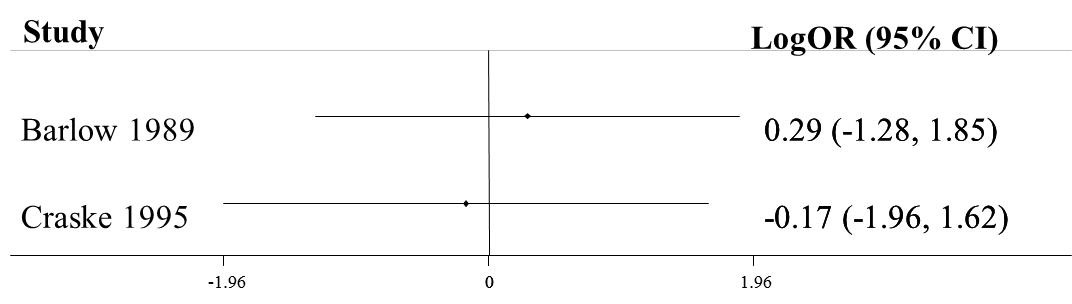 Study LogOR (95% CI)
Barlow 1989 0.29 (-1.28, 1.85)
Craske 1995 -0.17 (-1.96, 1.62)
-1.96 0 1.96